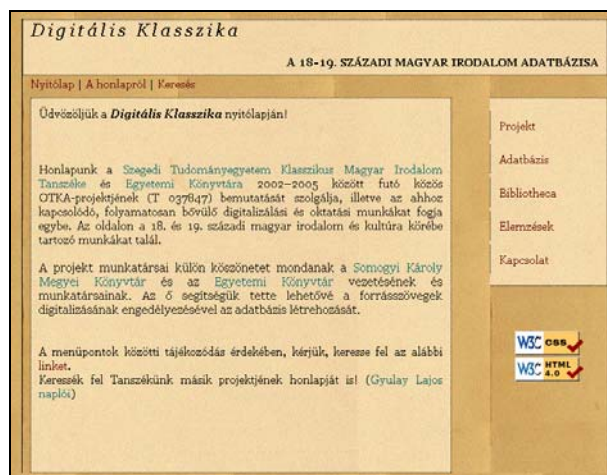 Digitális Klasszika
A 18-19. SZÁZADI MAGYAR IRODALOM ADATBÁZISA
Nyitólap | A honlapról | Keresés
Üdvözöljük a Digitális Klasszika nyitólapján!
Honlapunk a Szegedi Tudományegyetem Klasszikus Magyar Irodalom
Tanszéke és Egyetemi Könyvtára 2002–2005 között futó közös
OTKA-projektjének (T 037847) bemutatását szolgálja, illetve az ahhoz
kapcsolódó, folyamatosan bővülő digitalizálási és oktatási munkákat fogja
egybe. Az oldalon a 18. és 19. századi magyar irodalom és kultúra körébe
tartozó munkákat talál.
A projekt munkatársai külön köszönetet mondanak a Somogyi Károly
Megyei Könyvtár és az Egyetemi Könyvtár vezetésének és
munkatársainak. Az ő segítségük tette lehetővé a forrásszövegek
digitalizásának engedélyezésével az adatbázis létrehozását.
A menüpontok közötti tájékozódás érdekében, kérjük, keresse fel az alábbi
linket.
Keressék fel Tanszékünk másik projektjének honlapját is! (Gyulay Lajos
naplói)
Projekt
Adatbázis
Bibliotheca
Elemzések
Kapcsolat
W3C css
W3C HTML 4.0